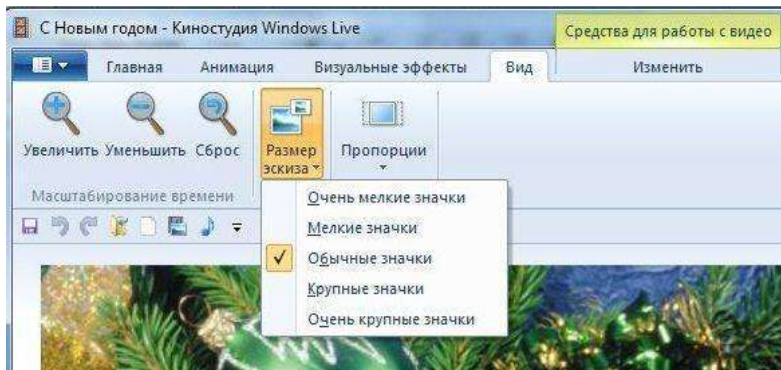 С Новым годом - Киностудия Windows Live
Средства для работы с видео
Главная Анимация Визуальные эффекты Вид Изменить
Увеличить Уменьшить Сброс Размер эскиза Пропорции
Масштабирование времени
Очень мелкие значки
Мелкие значки
Обычные значки
Крупные значки
Очень крупные значки